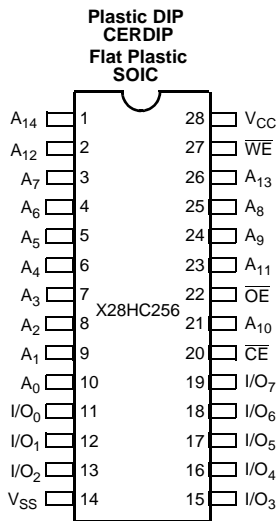 Plastic DIP
CERDIP
Flat Plastic
SOIC
A14 1 28 VCC
A12 2 27 W̅E̅
A7 3 26 A13
A6 4 25 A8
A5 5 24 A9
A4 6 23 A11
A3 7 22 O̅E̅
X28HC256
A2 8 21 A10
A1 9 20 C̅E̅
A0 10 19 I/O7
I/O0 11 18 I/O6
I/O1 12 17 I/O5
I/O2 13 16 I/O4
VSS 14 15 I/O3